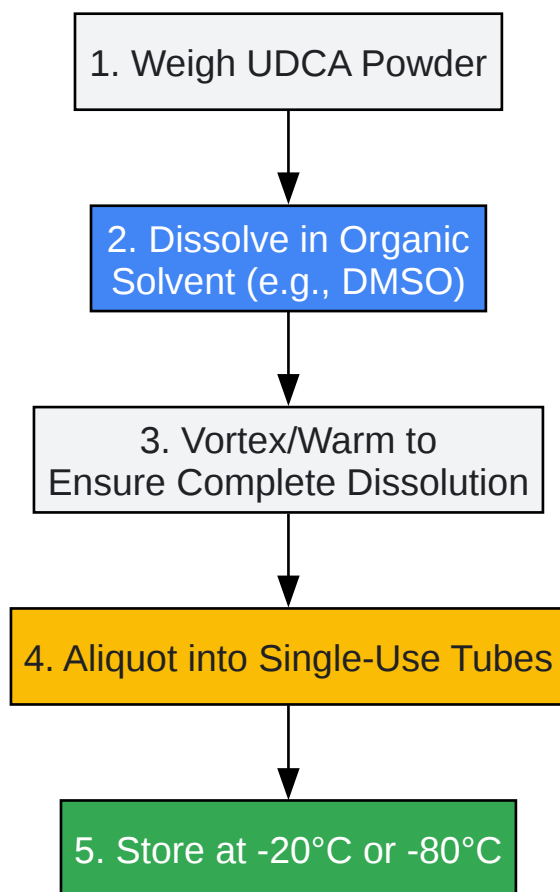 1. Weigh UDCA Powder
2. Dissolve in Organic
Solvent (e.g., DMSO)
3. Vortex/Warm to
Ensure Complete Dissolution
4. Aliquot into Single-Use Tubes
5. Store at -20°C or -80°C